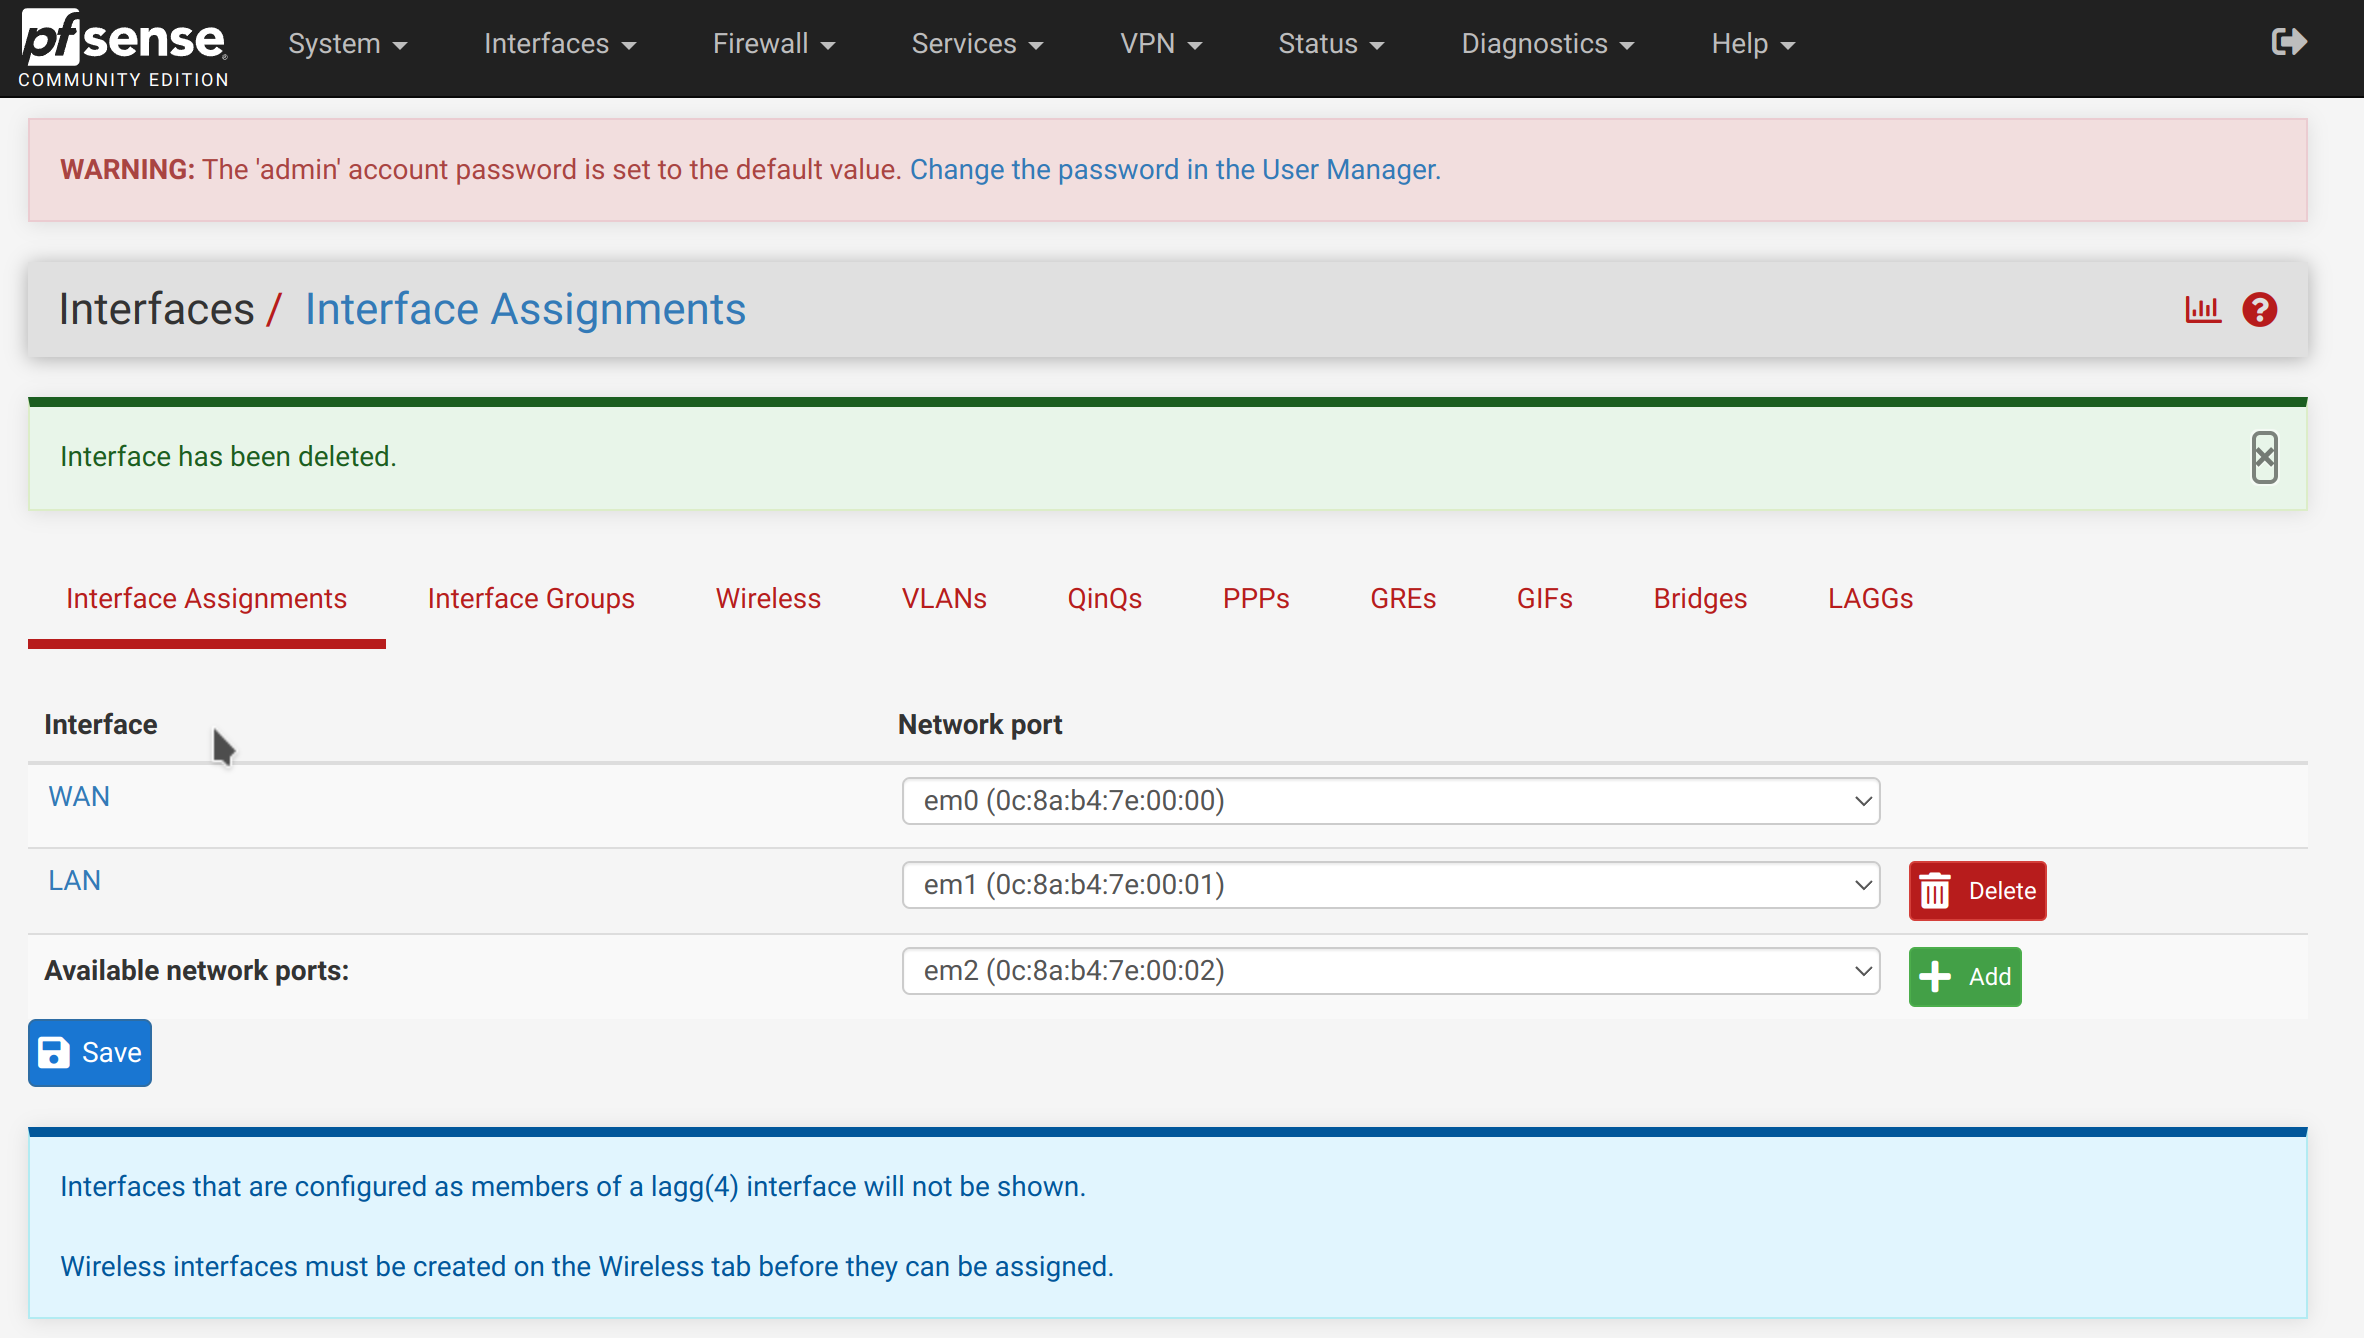 pfsense
COMMUNITY EDITION
System
Interfaces
Firewall
Services
VPN
Status
Diagnostics
Help
WARNING: The 'admin' account password is set to the default value. Change the password in the User Manager.
Interfaces / Interface Assignments
Interface has been deleted.
Interface Assignments
Interface Groups
Wireless
VLANs
QinQs
PPPs
GREs
GIFs
Bridges
LAGGs
Interface
Network port
WAN
em0 (0c:8a:b4:7e:00:00)
LAN
em1 (0c:8a:b4:7e:00:01)
Delete
Available network ports:
em2 (0c:8a:b4:7e:00:02)
Add
Save
Interfaces that are configured as members of a lagg(4) interface will not be shown.
Wireless interfaces must be created on the Wireless tab before they can be assigned.